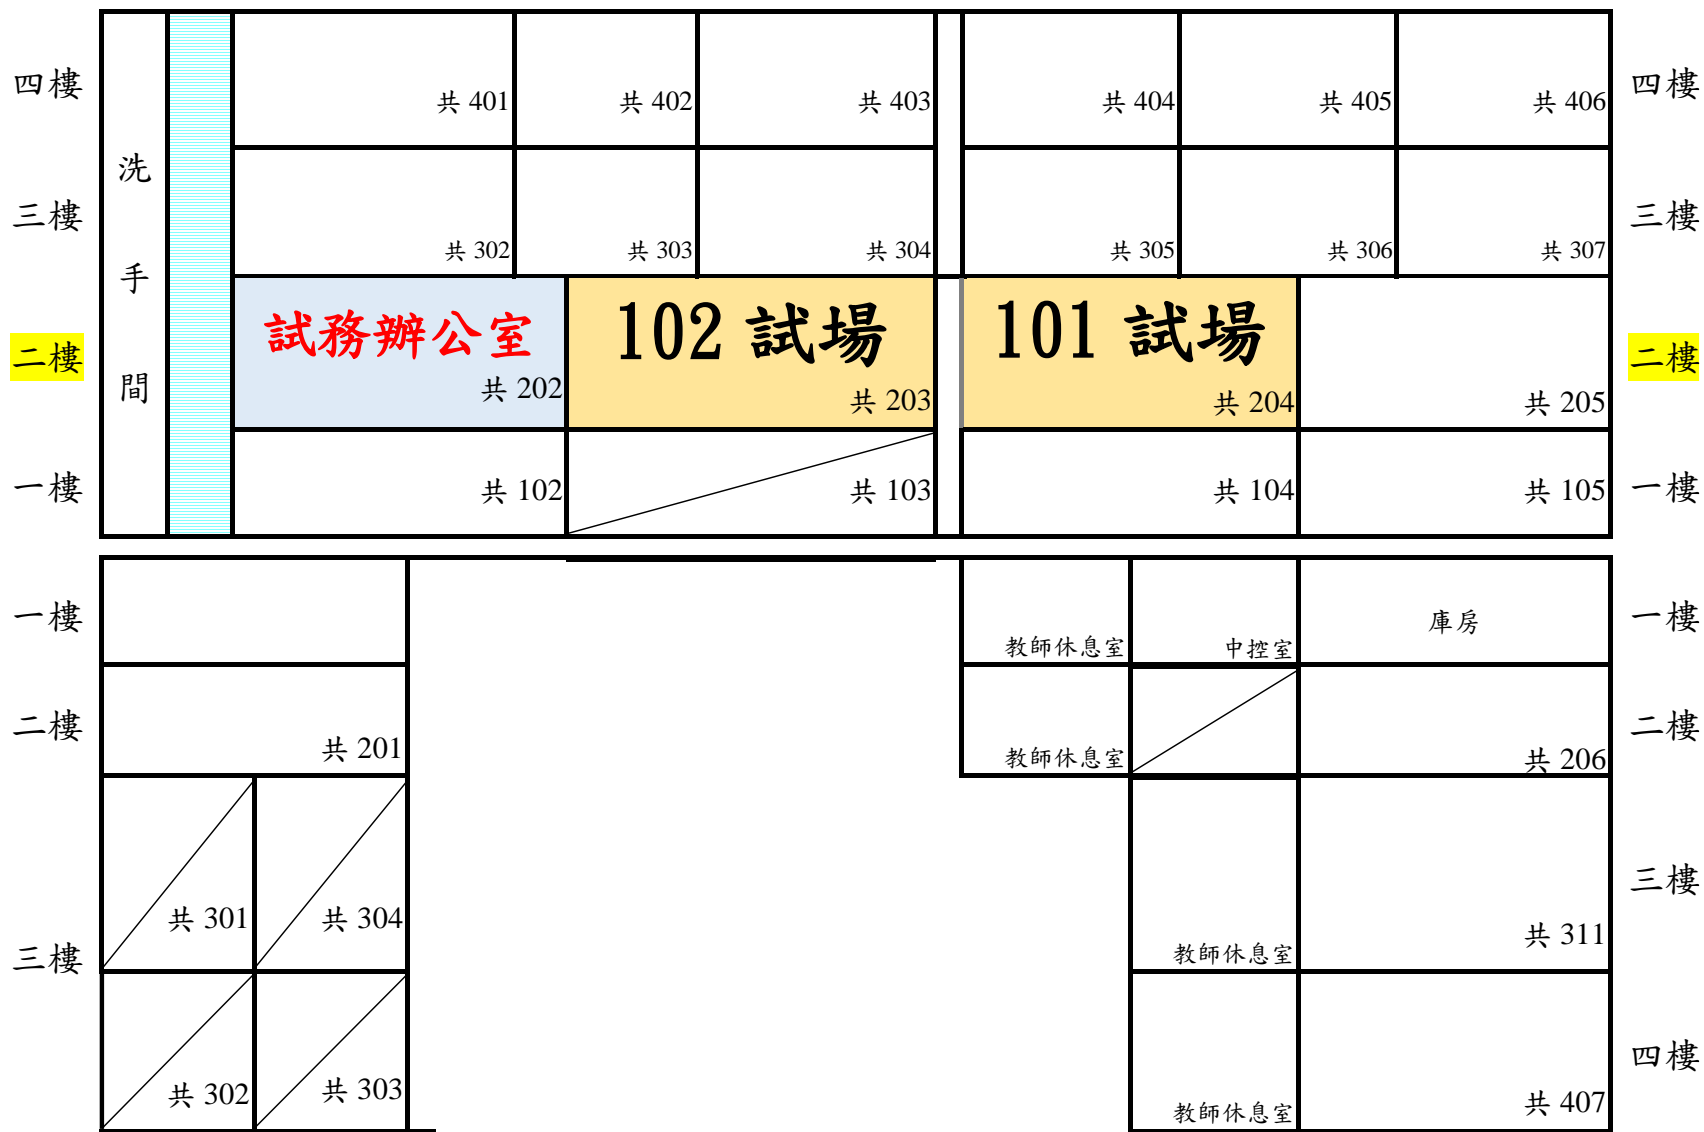 四樓
共 401
共 402
共 403
共 404
共 405
共 406
四樓
洗
手
間
三樓
共 302
共 303
共 304
共 305
共 306
共 307
三樓
二樓
試務辦公室
共 202
102 試場
共 203
101 試場
共 204
共 205
二樓
一樓
共 102
共 103
共 104
共 105
一樓
一樓
教師休息室
中控室
庫房
一樓
二樓
共 201
教師休息室
共 206
二樓
三樓
共 301
共 304
共 302
共 303
教師休息室
共 311
三樓
教師休息室
共 407
四樓